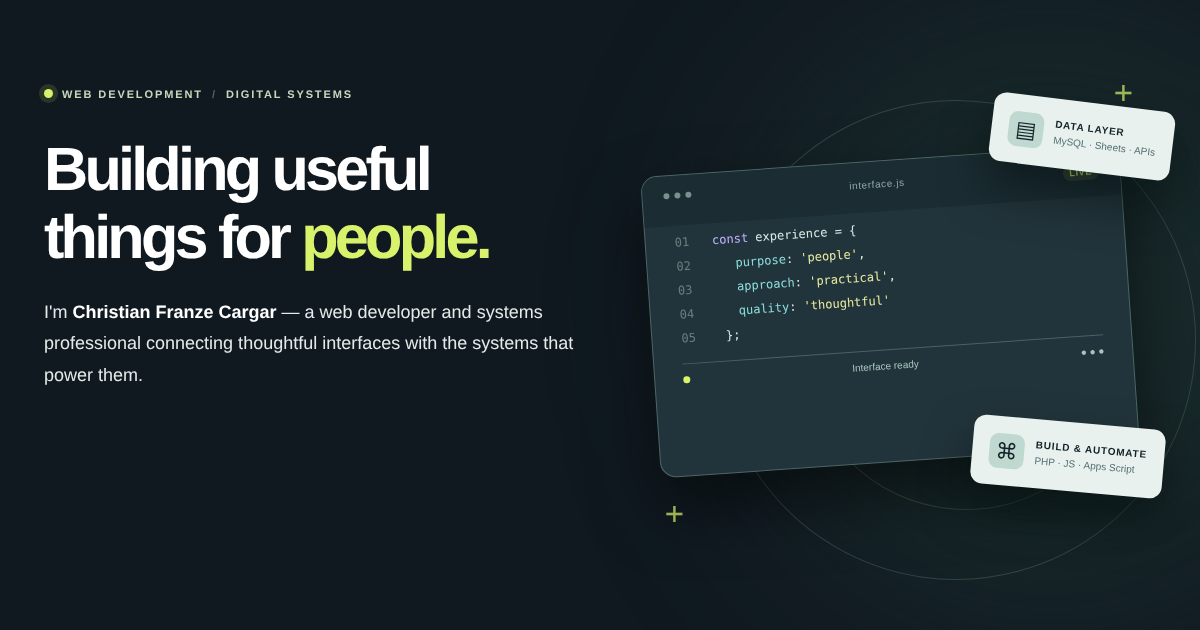 WEB DEVELOPMENT / DIGITAL SYSTEMS
Building useful
things for people.
I'm Christian Franze Cargar — a web developer and systems
professional connecting thoughtful interfaces with the systems that
power them.
DATA LAYER
MySQL · Sheets · APIs
LIVE
interface.js
01 const experience = {
02 purpose: 'people',
03 approach: 'practical',
04 quality: 'thoughtful'
05 };
Interface ready
BUILD & AUTOMATE
PHP · JS · Apps Script